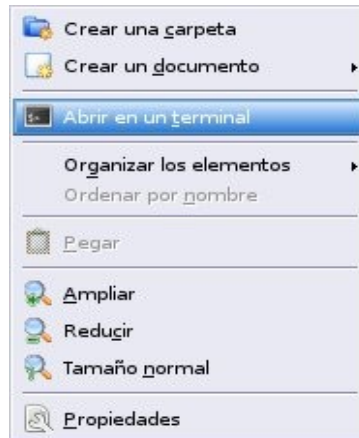 Crear una carpeta
Crear un documento
Abrir en un terminal
Organizar los elementos
Ordenar por nombre
Pegar
Ampliar
Reducir
Tamaño normal
Propiedades